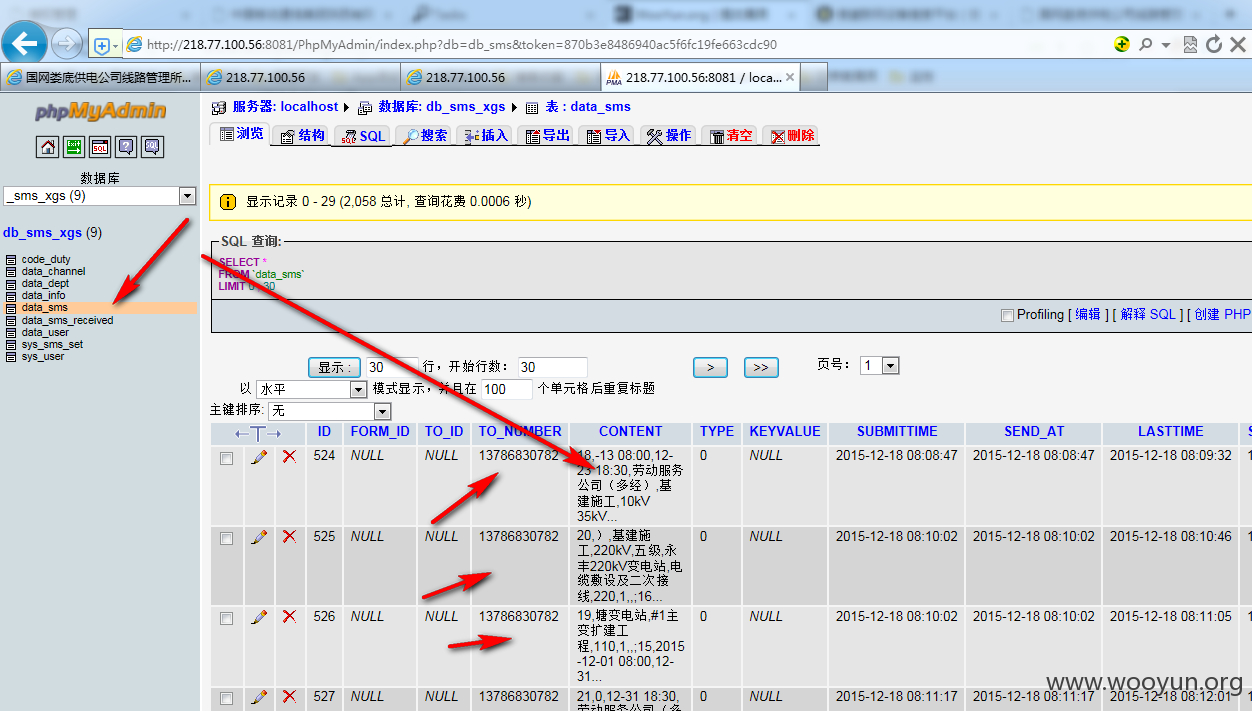 http://218.77.100.56:8081/PhpMyAdmin/index.php?db=db_sms&token=870b3e8486940ac5f6fc19fe663cdc90
国网娄底供电公司线路管理所... 218.77.100.56 218.77.100.56 218.77.100.56:8081 / loca...
phpMyAdmin
服务器: localhost 数据库: db_sms_xgs 表 : data_sms
浏览 结构 SQL 搜索 插入 导出 导入 操作 清空 删除
数据库
_sms_xgs (9)
显示记录 0 - 29 (2,058 总计, 查询花费 0.0006 秒)
db_sms_xgs (9)
code_duty
data_channel
data_dept
data_info
data_sms
data_sms_received
data_user
sys_sms_set
sys_user
SQL 查询:
SELECT *
FROM `data_sms`
LIMIT 0 , 30
Profiling [ 编辑 ] [ 解释 SQL ] [ 创建 PHP
显示 : 30 行，开始行数: 30 > >> 页号: 1
以 水平 模式显示，并且在 100 个单元格后重复标题
主键排序: 无
←T→ ID FORM_ID TO_ID TO_NUMBER CONTENT TYPE KEYVALUE SUBMITTIME SEND_AT LASTTIME S
524 NULL NULL 13786830782 18,-13 08:00,12- 0 NULL 2015-12-18 08:08:47 2015-12-18 08:08:47 2015-12-18 08:09:32 1
23 18:30,劳动服务
公司（多经）,基
建施工,10kV
35kV...
525 NULL NULL 13786830782 20,）,基建施 0 NULL 2015-12-18 08:10:02 2015-12-18 08:10:02 2015-12-18 08:10:46 1
工,220kV,五级,永
丰220kV变电站,电
缆敷设及二次接
线,220,1,,;16...
526 NULL NULL 13786830782 19,塘变电站,#1主 0 NULL 2015-12-18 08:10:02 2015-12-18 08:10:02 2015-12-18 08:11:05 1
变扩建工
程,110,1,,;15,2015
-12-01 08:00,12-
31...
527 NULL NULL 13786830782 21,0,12-31 18:30, 0 NULL 2015-12-18 08:11:17 2015-12-18 08:11:17 2015-12-18 08:12:01 1
劳动服务公司（多
www.wooyun.org